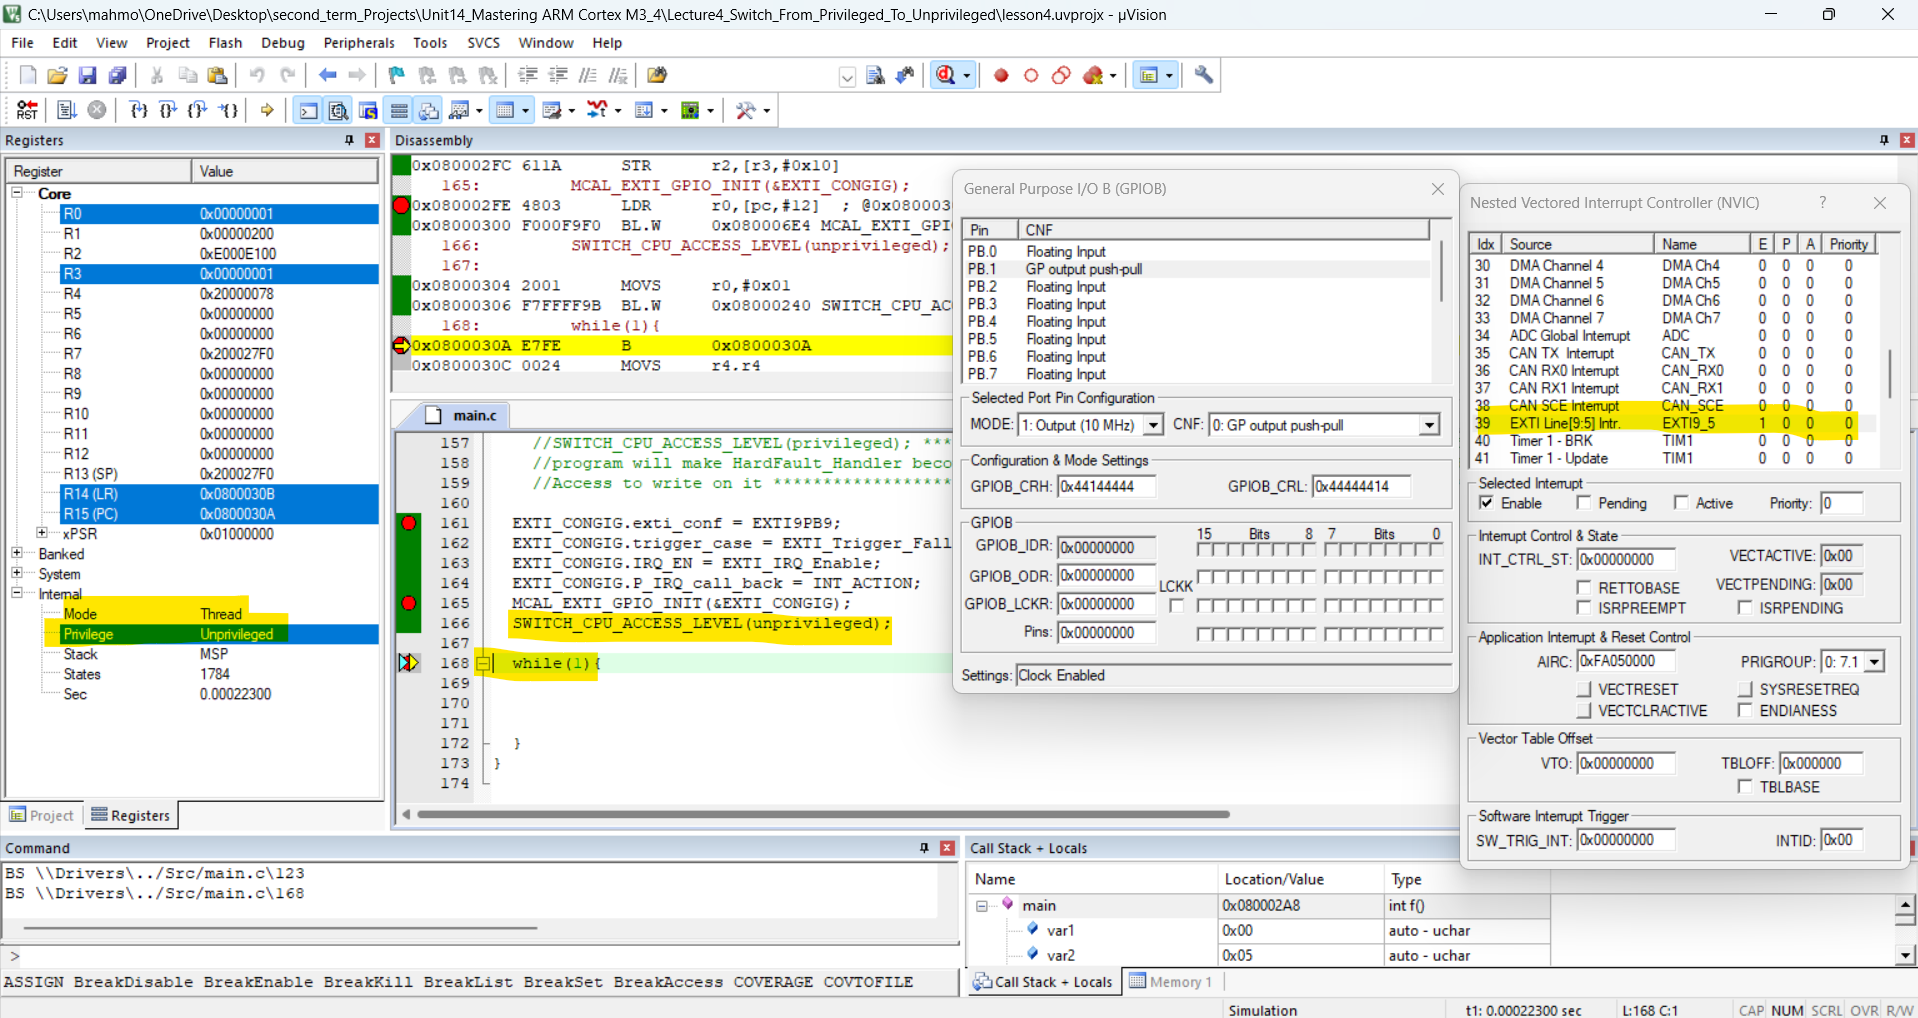 C:\Users\mahmo\OneDrive\Desktop\second_term_Projects\Unit14_Mastering ARM Cortex M3_4\Lecture4_Switch_From_Privileged_To_Unprivileged\lesson4.uvprojx - µVision
File Edit View Project Flash Debug Peripherals Tools SVCS Window Help
RST
Registers
Register Value
Core
R0 0x00000001
R1 0x00000200
R2 0xE000E100
R3 0x00000001
R4 0x20000078
R5 0x00000000
R6 0x00000000
R7 0x200027F0
R8 0x00000000
R9 0x00000000
R10 0x00000000
R11 0x00000000
R12 0x00000000
R13 (SP) 0x200027F0
R14 (LR) 0x0800030B
R15 (PC) 0x0800030A
xPSR 0x01000000
Banked
System
Internal
Mode Thread
Privilege Unprivileged
Stack MSP
States 1784
Sec 0.00022300
Project Registers
Disassembly
0x080002FC 611A STR r2,[r3,#0x10]
165: MCAL_EXTI_GPIO_INIT(&EXTI_CONGIG);
0x080002FE 4803 LDR r0,[pc,#12] ; @0x0800030
0x08000300 F000F9F0 BL.W 0x080006E4 MCAL_EXTI_GPI
166: SWITCH_CPU_ACCESS_LEVEL(unprivileged);
167:
0x08000304 2001 MOVS r0,#0x01
0x08000306 F7FFFF9B BL.W 0x08000240 SWITCH_CPU_AC
168: while(1){
0x0800030A E7FE B 0x0800030A
0x0800030C 0024 MOVS r4,r4
main.c
157 //SWITCH_CPU_ACCESS_LEVEL(privileged); ***
158 //program will make HardFault_Handler beco
159 //Access to write on it *******************
160
161 EXTI_CONGIG.exti_conf = EXTI9PB9;
162 EXTI_CONGIG.trigger_case = EXTI_Trigger_Fall
163 EXTI_CONGIG.IRQ_EN = EXTI_IRQ_Enable;
164 EXTI_CONGIG.P_IRQ_call_back = INT_ACTION;
165 MCAL_EXTI_GPIO_INIT(&EXTI_CONGIG);
166 SWITCH_CPU_ACCESS_LEVEL(unprivileged);
167
168 while(1){
169
170
171
172 }
173 }
174
General Purpose I/O B (GPIOB)
Pin CNF
PB.0 Floating Input
PB.1 GP output push-pull
PB.2 Floating Input
PB.3 Floating Input
PB.4 Floating Input
PB.5 Floating Input
PB.6 Floating Input
PB.7 Floating Input
Selected Port Pin Configuration
MODE: 1: Output (10 MHz) CNF: 0: GP output push-pull
Configuration & Mode Settings
GPIOB_CRH: 0x44144444 GPIOB_CRL: 0x44444414
GPIOB
15 Bits 8 7 Bits 0
GPIOB_IDR: 0x00000000
GPIOB_ODR: 0x00000000
LCKK
GPIOB_LCKR: 0x00000000
Pins: 0x00000000
Settings: Clock Enabled
Nested Vectored Interrupt Controller (NVIC) ?
Idx Source Name E P A Priority
30 DMA Channel 4 DMA Ch4 0 0 0 0
31 DMA Channel 5 DMA Ch5 0 0 0 0
32 DMA Channel 6 DMA Ch6 0 0 0 0
33 DMA Channel 7 DMA Ch7 0 0 0 0
34 ADC Global Interrupt ADC 0 0 0 0
35 CAN TX Interrupt CAN_TX 0 0 0 0
36 CAN RX0 Interrupt CAN_RX0 0 0 0 0
37 CAN RX1 Interrupt CAN_RX1 0 0 0 0
38 CAN SCE Interrupt CAN_SCE 0 0 0 0
39 EXTI Line[9:5] Intr. EXTI9_5 1 0 0 0
40 Timer 1 - BRK TIM1 0 0 0 0
41 Timer 1 - Update TIM1 0 0 0 0
Selected Interrupt
Enable Pending Active Priority: 0
Interrupt Control & State
INT_CTRL_ST: 0x00000000 VECTACTIVE: 0x00
RETTOBASE VECTPENDING: 0x00
ISRPREEMPT ISRPENDING
Application Interrupt & Reset Control
AIRC: 0xFA050000 PRIGROUP: 0: 7.1
VECTRESET SYSRESETREQ
VECTCLRACTIVE ENDIANESS
Vector Table Offset
VTO: 0x00000000 TBLOFF: 0x000000
TBLBASE
Software Interrupt Trigger
SW_TRIG_INT: 0x00000000 INTID: 0x00
Command
BS \\Drivers\../Src/main.c\123
BS \\Drivers\../Src/main.c\168
>
ASSIGN BreakDisable BreakEnable BreakKill BreakList BreakSet BreakAccess COVERAGE COVTOFILE
Call Stack + Locals
Name Location/Value Type
main 0x080002A8 int f()
var1 0x00 auto - uchar
var2 0x05 auto - uchar
Call Stack + Locals Memory 1
Simulation t1: 0.00022300 sec L:168 C:1 CAP NUM SCRL OVR R/W